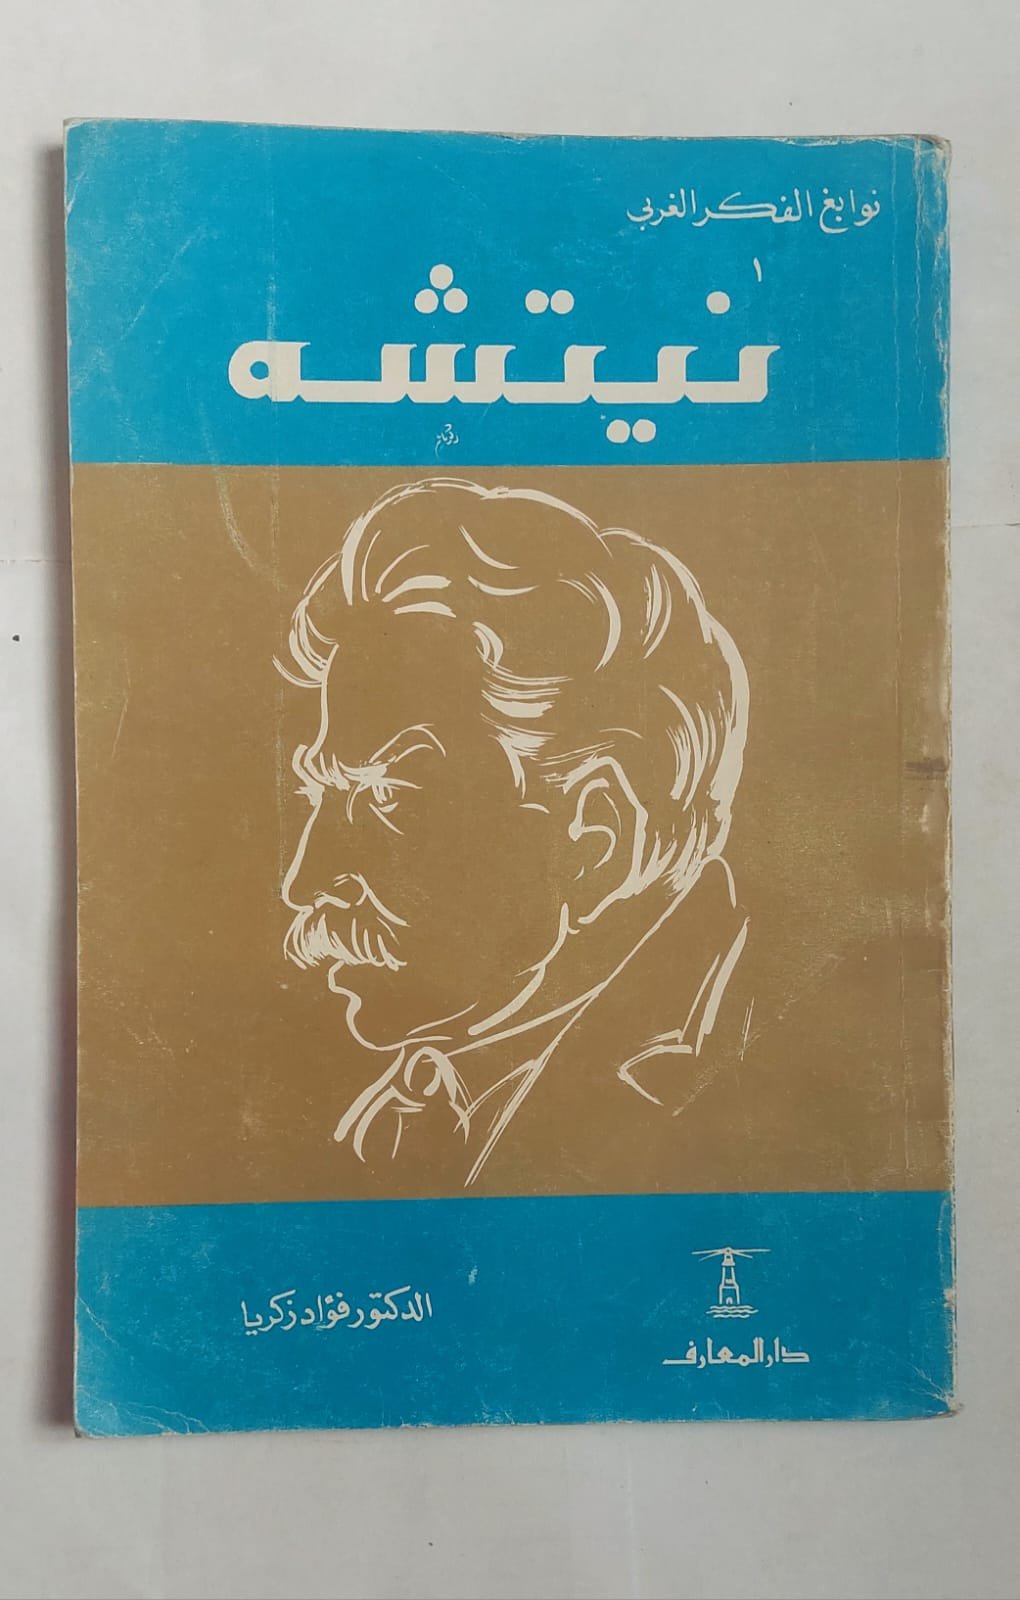 نوابغ الفكر الغربي
١
نيتشه
الدكتور فؤاد زكريا
دار المعارف